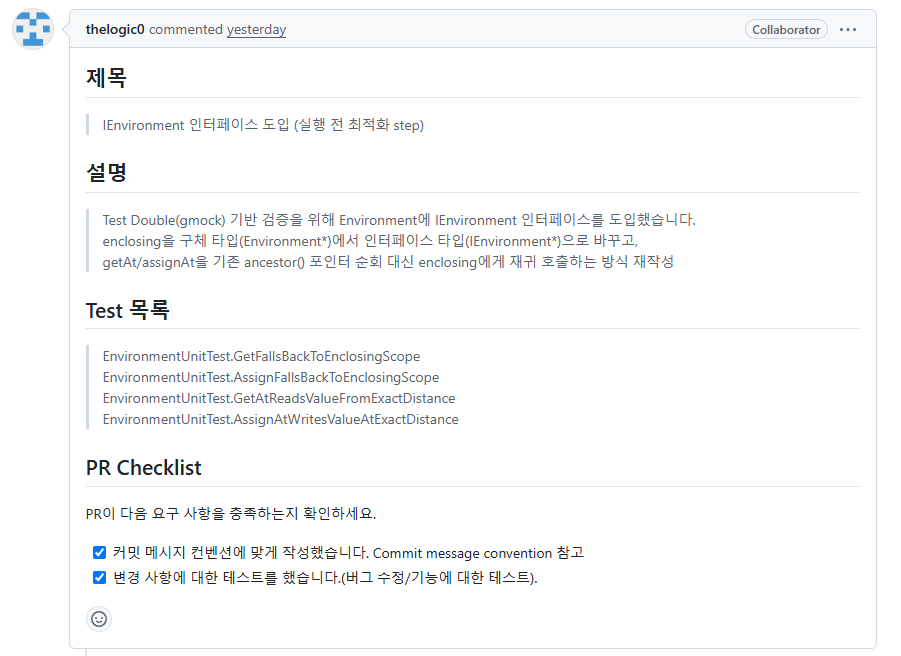 thelogic0 commented yesterday
Collaborator
제목
IEnvironment 인터페이스 도입 (실행 전 최적화 step)
설명
Test Double(gmock) 기반 검증을 위해 Environment에 IEnvironment 인터페이스를 도입했습니다.
enclosing을 구체 타입(Environment*)에서 인터페이스 타입(IEnvironment*)으로 바꾸고,
getAt/assignAt을 기존 ancestor() 포인터 순회 대신 enclosing에게 재귀 호출하는 방식 재작성
Test 목록
EnvironmentUnitTest.GetFallsBackToEnclosingScope
EnvironmentUnitTest.AssignFallsBackToEnclosingScope
EnvironmentUnitTest.GetAtReadsValueFromExactDistance
EnvironmentUnitTest.AssignAtWritesValueAtExactDistance
PR Checklist
PR이 다음 요구 사항을 충족하는지 확인하세요.
커밋 메시지 컨벤션에 맞게 작성했습니다. Commit message convention 참고
변경 사항에 대한 테스트를 했습니다.(버그 수정/기능에 대한 테스트).